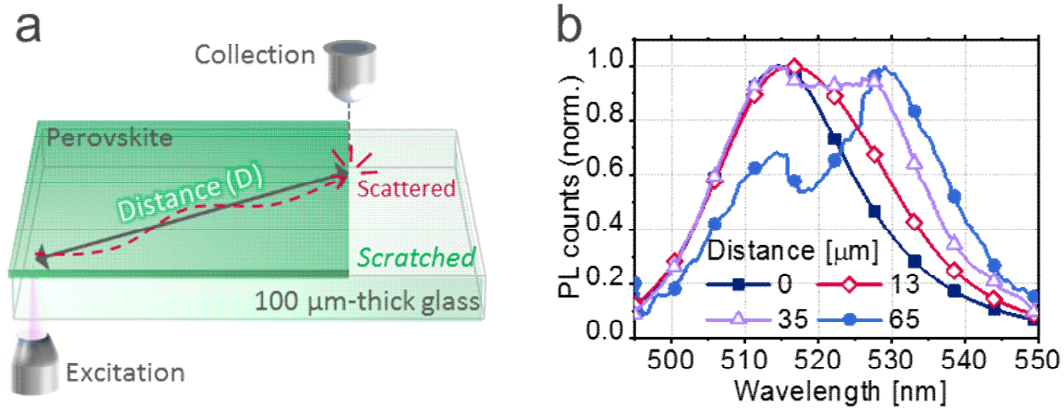 a
Collection
Perovskite
Distance (D)
Scattered
Scratched
100 μm-thick glass
Excitation
b
PL counts (norm.)
1.0
0.8
0.6
0.4
0.2
0.0
Distance [μm]
0 13
35 65
500 510 520 530 540 550
Wavelength [nm]